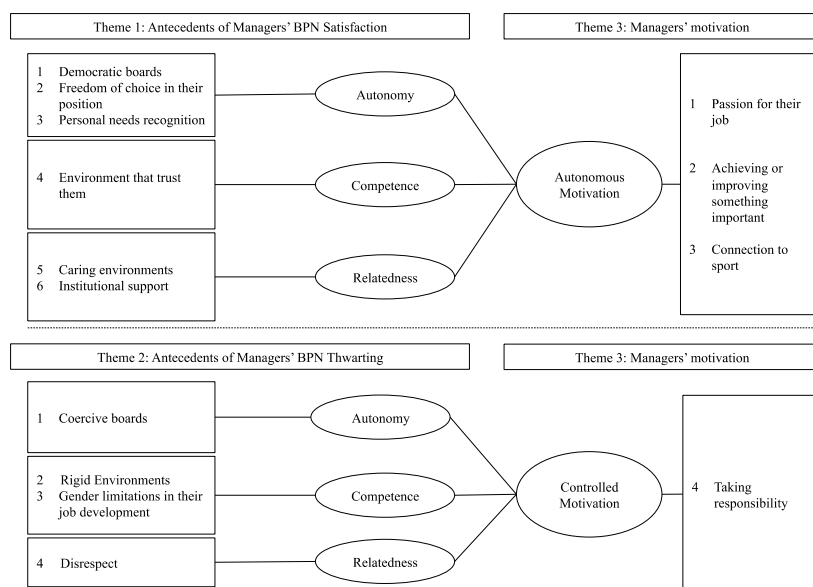 Theme 1: Antecedents of Managers' BPN Satisfaction
Theme 3: Managers' motivation
1 Democratic boards
2 Freedom of choice in their
position
3 Personal needs recognition
Autonomy
4 Environment that trust
them
Competence
5 Caring environments
6 Institutional support
Relatedness
Autonomous
Motivation
1 Passion for their
job
2 Achieving or
improving
something
important
3 Connection to
sport
Theme 2: Antecedents of Managers' BPN Thwarting
Theme 3: Managers' motivation
1 Coercive boards
Autonomy
2 Rigid Environments
3 Gender limitations in their
job development
Competence
4 Disrespect
Relatedness
Controlled
Motivation
4 Taking
responsibility